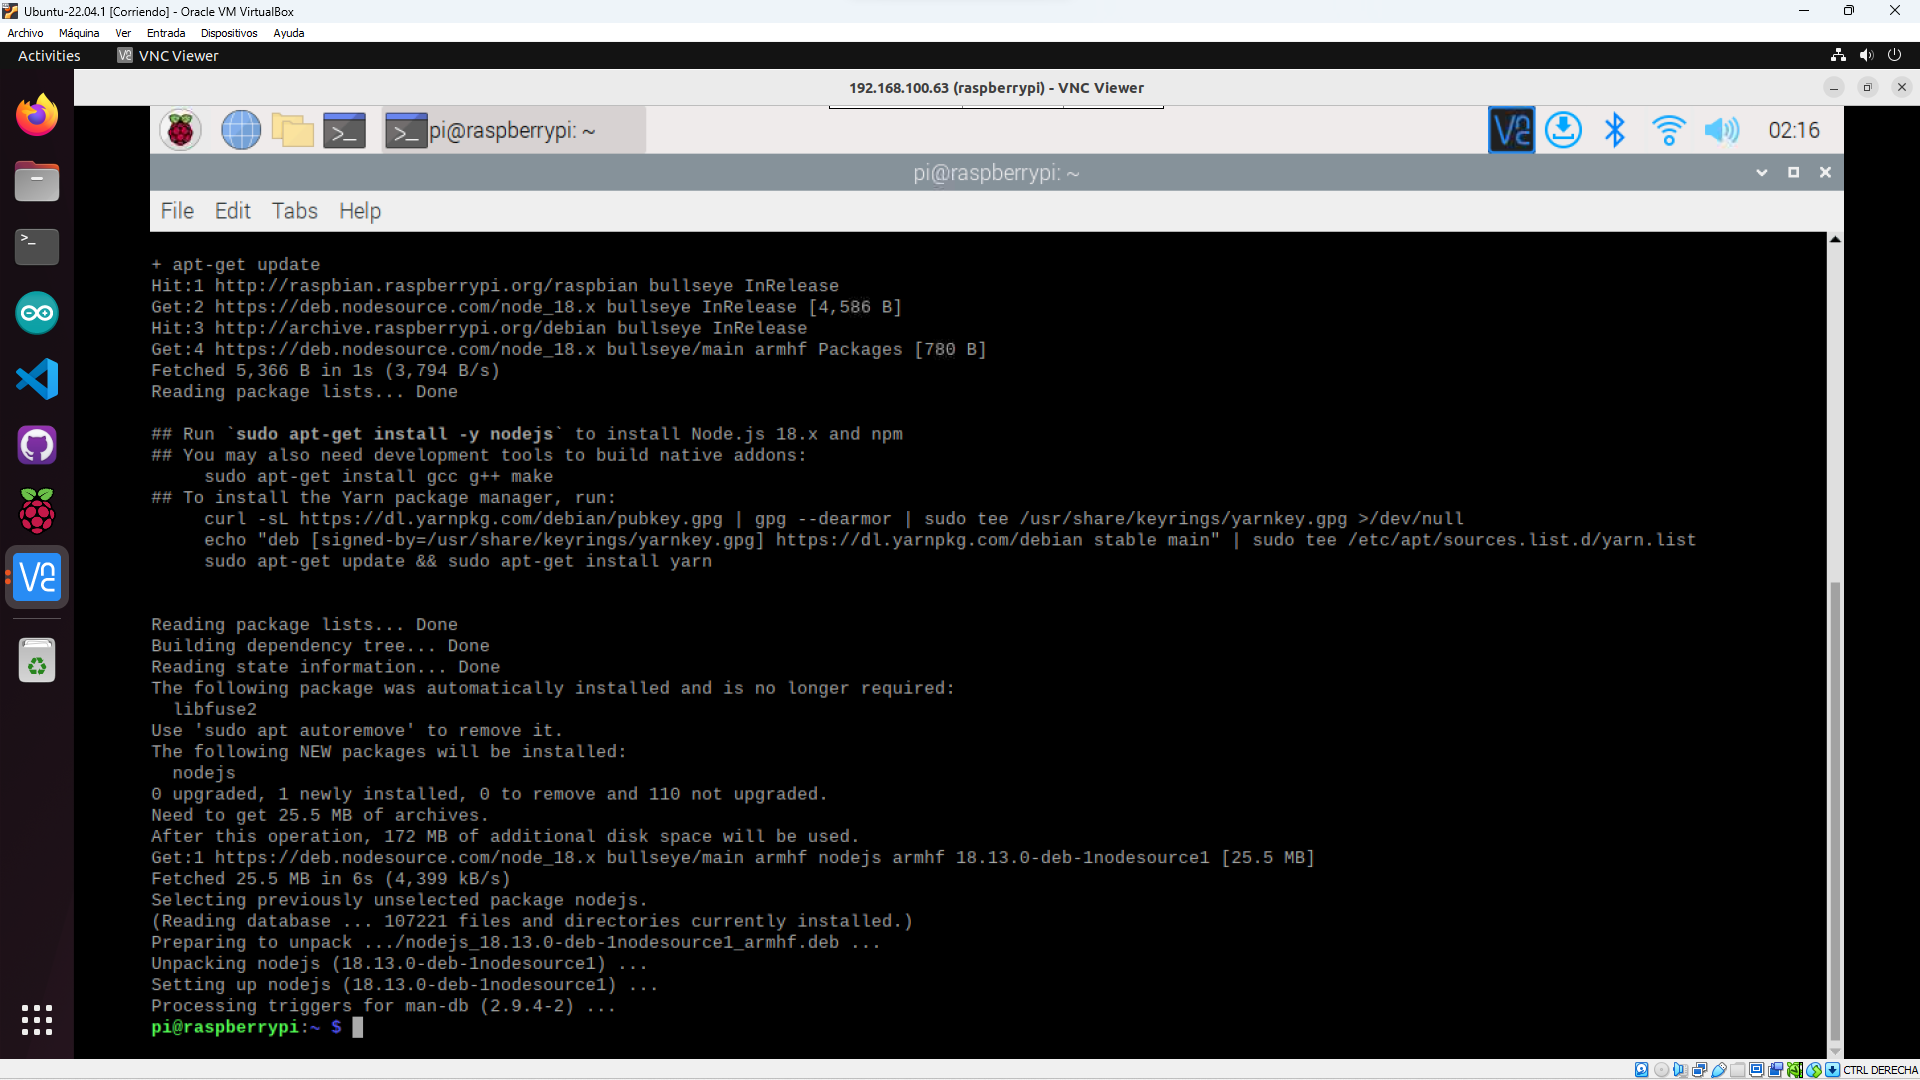 Ubuntu-22.04.1 [Corriendo] - Oracle VM VirtualBox
Archivo Máquina Ver Entrada Dispositivos Ayuda
Activities VNC Viewer
192.168.100.63 (raspberrypi) - VNC Viewer
pi@raspberrypi: ~
02:16
pi@raspberrypi: ~
File Edit Tabs Help
+ apt-get update
Hit:1 http://raspbian.raspberrypi.org/raspbian bullseye InRelease
Get:2 https://deb.nodesource.com/node_18.x bullseye InRelease [4,586 B]
Hit:3 http://archive.raspberrypi.org/debian bullseye InRelease
Get:4 https://deb.nodesource.com/node_18.x bullseye/main armhf Packages [780 B]
Fetched 5,366 B in 1s (3,794 B/s)
Reading package lists... Done
## Run `sudo apt-get install -y nodejs` to install Node.js 18.x and npm
## You may also need development tools to build native addons:
sudo apt-get install gcc g++ make
## To install the Yarn package manager, run:
curl -sL https://dl.yarnpkg.com/debian/pubkey.gpg | gpg --dearmor | sudo tee /usr/share/keyrings/yarnkey.gpg >/dev/null
echo "deb [signed-by=/usr/share/keyrings/yarnkey.gpg] https://dl.yarnpkg.com/debian stable main" | sudo tee /etc/apt/sources.list.d/yarn.list
sudo apt-get update && sudo apt-get install yarn
Reading package lists... Done
Building dependency tree... Done
Reading state information... Done
The following package was automatically installed and is no longer required:
libfuse2
Use 'sudo apt autoremove' to remove it.
The following NEW packages will be installed:
nodejs
0 upgraded, 1 newly installed, 0 to remove and 110 not upgraded.
Need to get 25.5 MB of archives.
After this operation, 172 MB of additional disk space will be used.
Get:1 https://deb.nodesource.com/node_18.x bullseye/main armhf nodejs armhf 18.13.0-deb-1nodesource1 [25.5 MB]
Fetched 25.5 MB in 6s (4,399 kB/s)
Selecting previously unselected package nodejs.
(Reading database ... 107221 files and directories currently installed.)
Preparing to unpack .../nodejs_18.13.0-deb-1nodesource1_armhf.deb ...
Unpacking nodejs (18.13.0-deb-1nodesource1) ...
Setting up nodejs (18.13.0-deb-1nodesource1) ...
Processing triggers for man-db (2.9.4-2) ...
pi@raspberrypi:~ $
CTRL DERECHA